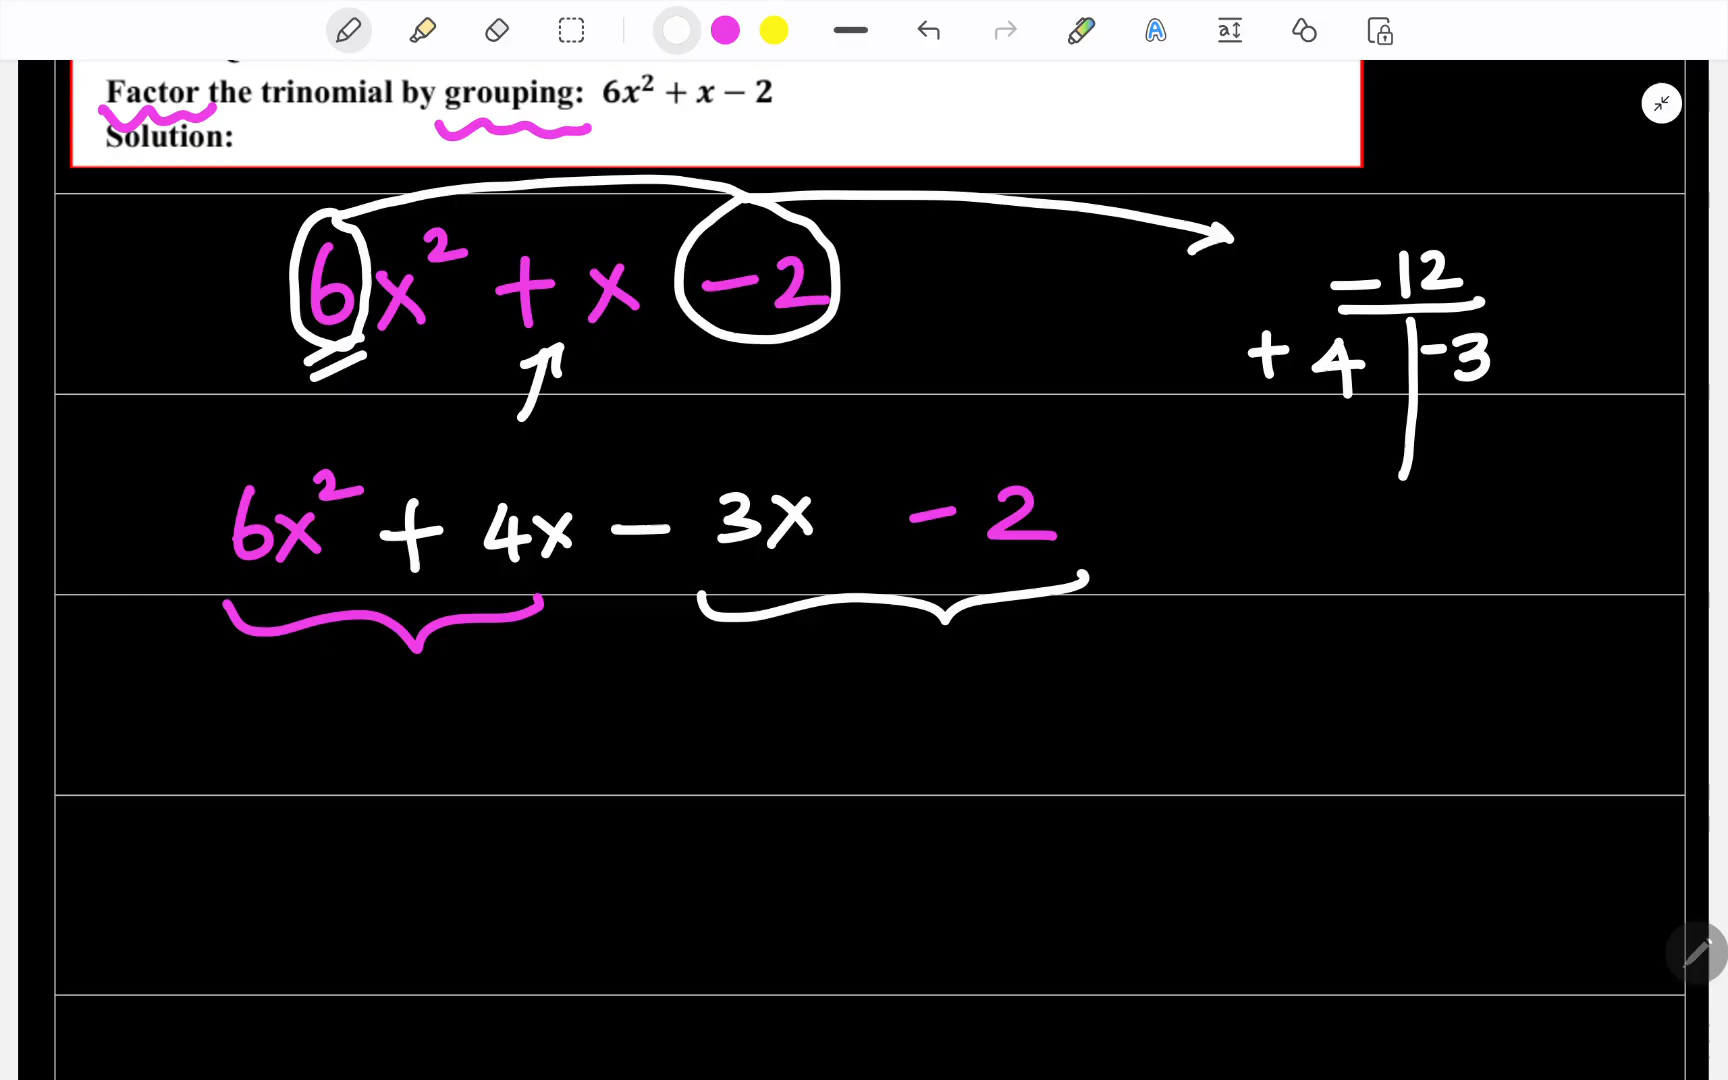 Factor the trinomial by grouping: 6x² + x − 2
Solution:
6x² + x − 2
− 12
+ 4 | −3
6x² + 4x − 3x − 2